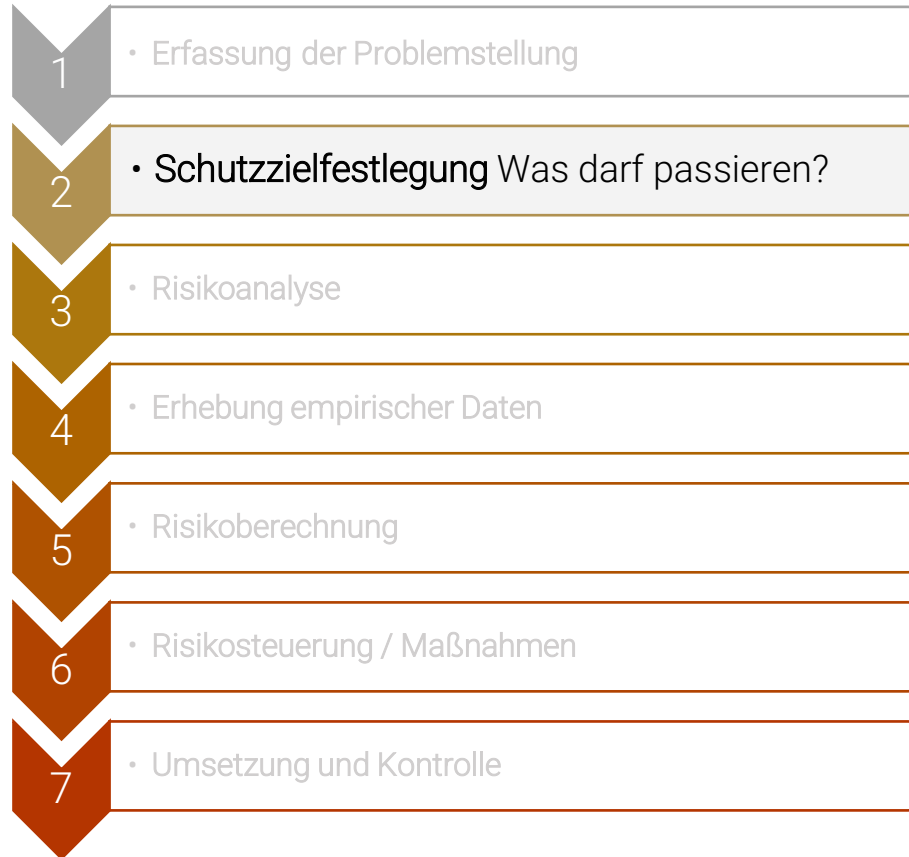 1
• Erfassung der Problemstellung
2
• Schutzzielfestlegung Was darf passieren?
3
• Risikoanalyse
4
• Erhebung empirischer Daten
5
• Risikoberechnung
6
• Risikosteuerung / Maßnahmen
7
• Umsetzung und Kontrolle